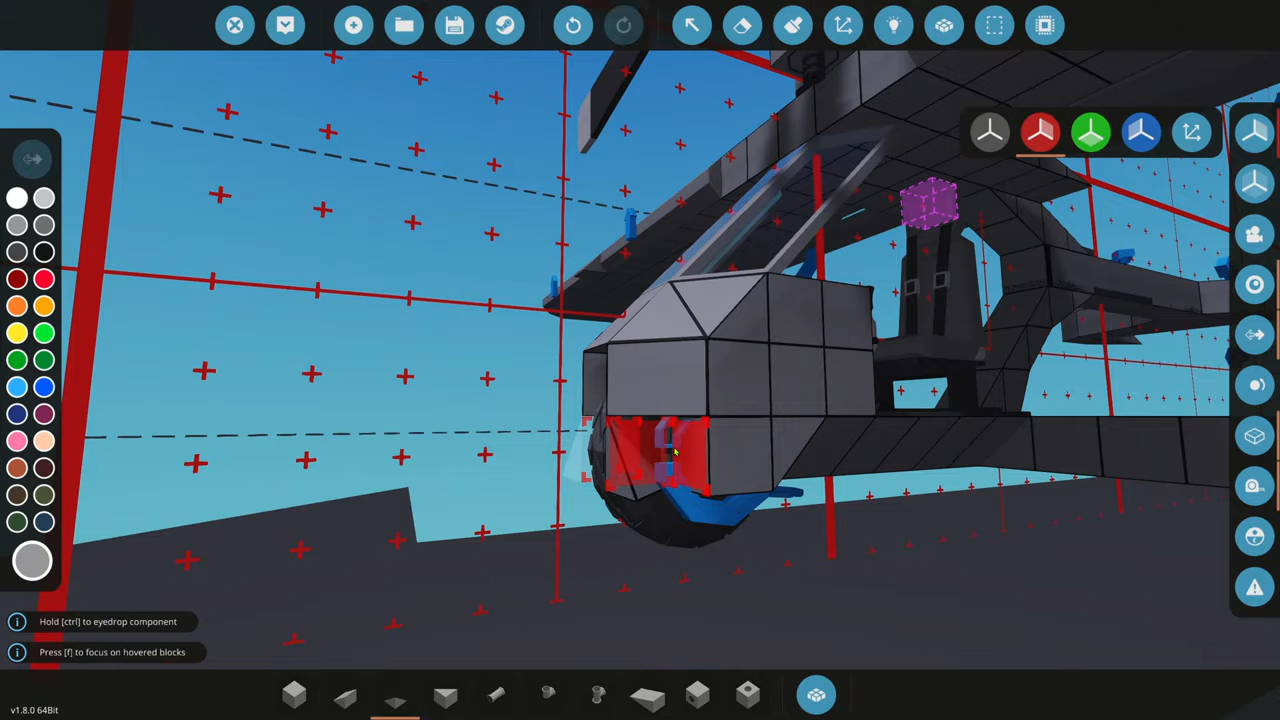 Hold [ctrl] to eyedrop component
Press [f] to focus on hovered blocks
v1.8.0 64Bit